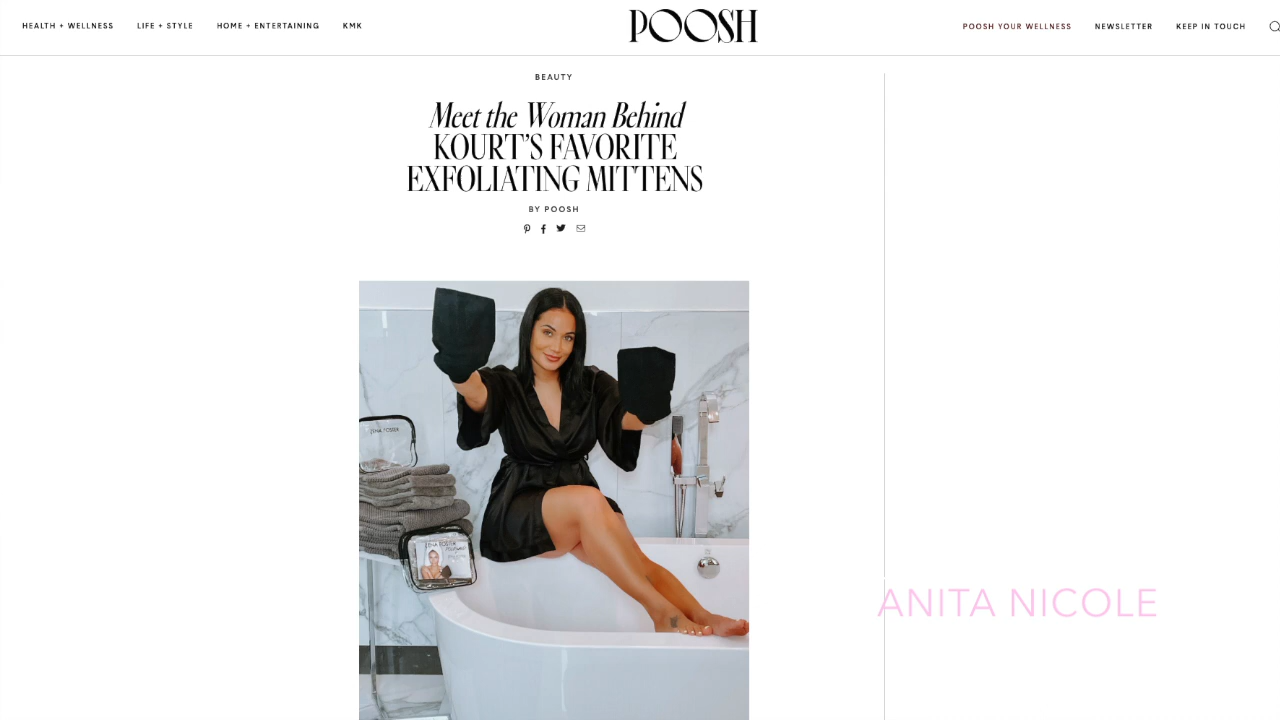 HEALTH + WELLNESS LIFE + STYLE HOME + ENTERTAINING KMK POOSH POOSH YOUR WELLNESS NEWSLETTER KEEP IN TOUCH
BEAUTY
Meet the Woman Behind
KOURT'S FAVORITE
EXFOLIATING MITTENS
BY POOSH
ANITA NICOLE